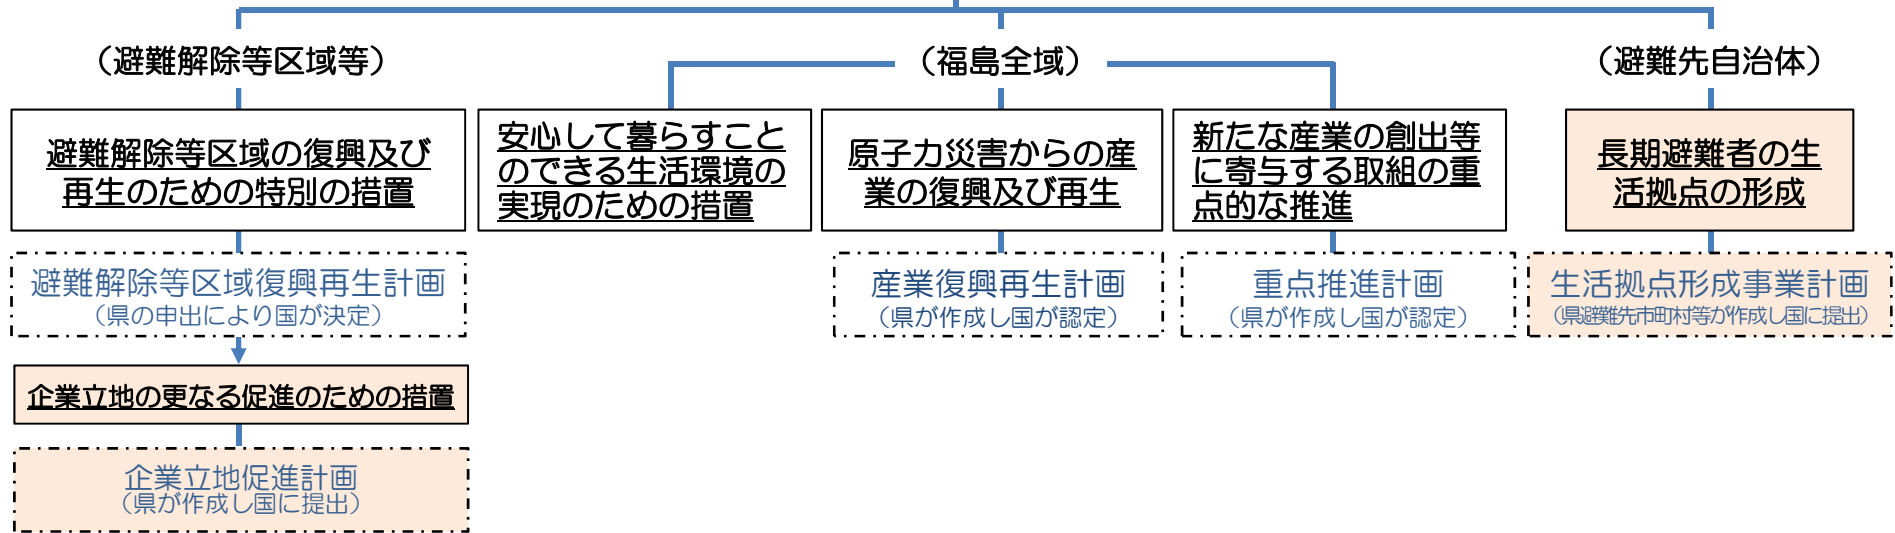 （避難解除等区域等）
（福島全域）
（避難先自治体）
避難解除等区域の復興及び
再生のための特別の措置
安心して暮らすこと
のできる生活環境の
実現のための措置
原子力災害からの産
業の復興及び再生
新たな産業の創出等
に寄与する取組の重
点的な推進
長期避難者の生
活拠点の形成
避難解除等区域復興再生計画
（県の申出により国が決定）
産業復興再生計画
（県が作成し国が認定）
重点推進計画
（県が作成し国が認定）
生活拠点形成事業計画
（県避難先市町村等が作成し国に提出）
企業立地の更なる促進のための措置
企業立地促進計画
（県が作成し国に提出）